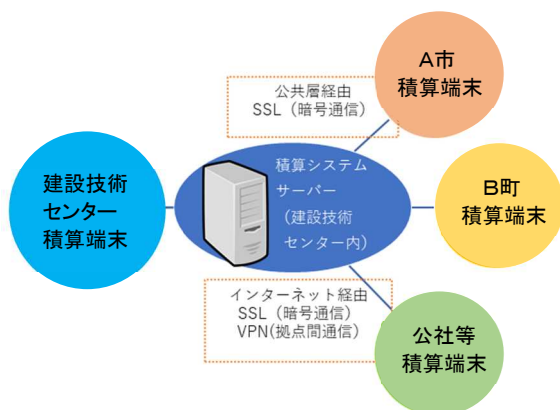 A市
積算端末
公共層経由
SSL（暗号通信）
建設技術
センター
積算端末
積算システム
サーバー
(建設技術
センター内)
B町
積算端末
インターネット経由
SSL（暗号通信）
VPN(拠点間通信)
公社等
積算端末